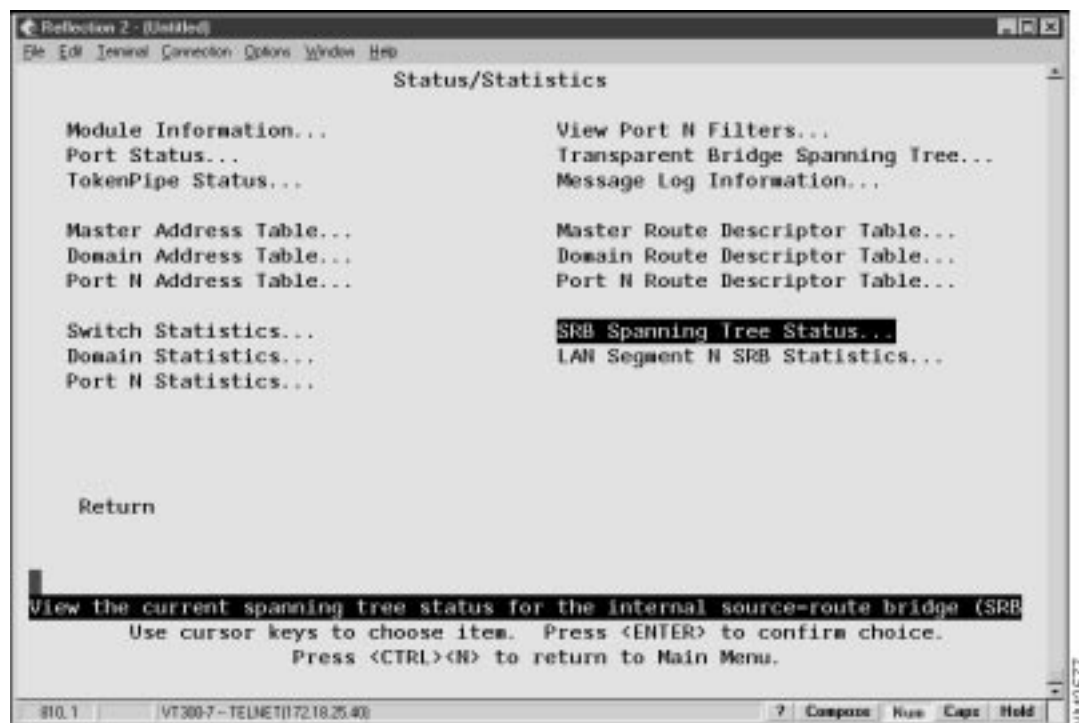 Reflection 2 - (Untitled)
File Edit Terminal Connection Options Window Help
Status/Statistics
Module Information...
Port Status...
TokenPipe Status...
Master Address Table...
Domain Address Table...
Port N Address Table...
Switch Statistics...
Domain Statistics...
Port N Statistics...
View Port N Filters...
Transparent Bridge Spanning Tree...
Message Log Information...
Master Route Descriptor Table...
Domain Route Descriptor Table...
Port N Route Descriptor Table...
SRB Spanning Tree Status...
LAN Segment N SRB Statistics...
Return
View the current spanning tree status for the internal source-route bridge (SRB
Use cursor keys to choose item. Press <ENTER> to confirm choice.
Press <CTRL><N> to return to Main Menu.
810, 1 VT300-7 -- TELNET(172.18.25.40) ? Compose Num Caps Hold